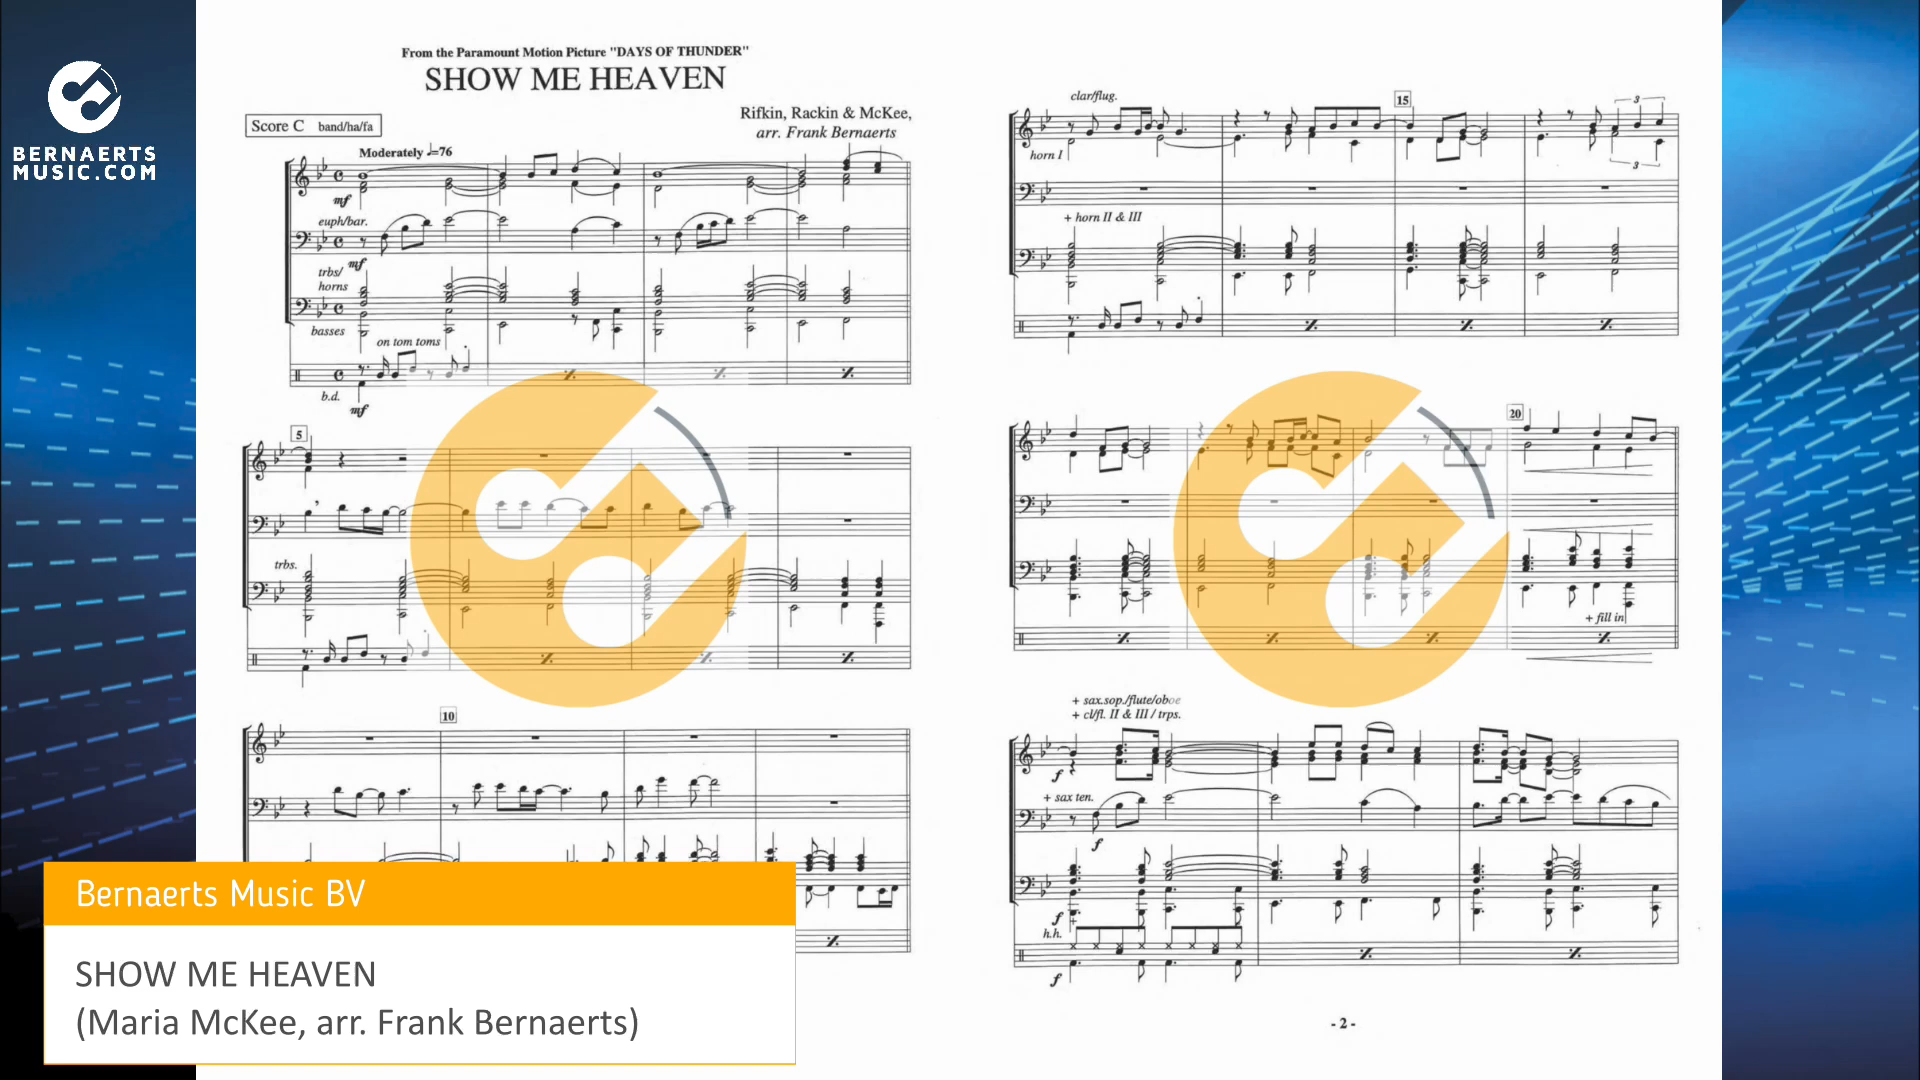 BERNAERTS
MUSIC.COM
From the Paramount Motion Picture "DAYS OF THUNDER"
SHOW ME HEAVEN
Score C band/ha/fa
Rifkin, Rackin & McKee,
arr. Frank Bernaerts
Moderately ♩=76
mf
euph/bar.
mf
trbs/
horns
basses
on tom toms
b.d.
mf
5
trbs.
10
clar/flug.
15
3
horn I
3
+ horn II & III
20
+ fill in
+ sax.sop./flute/oboe
+ cl/fl. II & III / trps.
f
+ sax ten.
f
f
h.h.
f
- 2 -
Bernaerts Music BV
SHOW ME HEAVEN
(Maria McKee, arr. Frank Bernaerts)